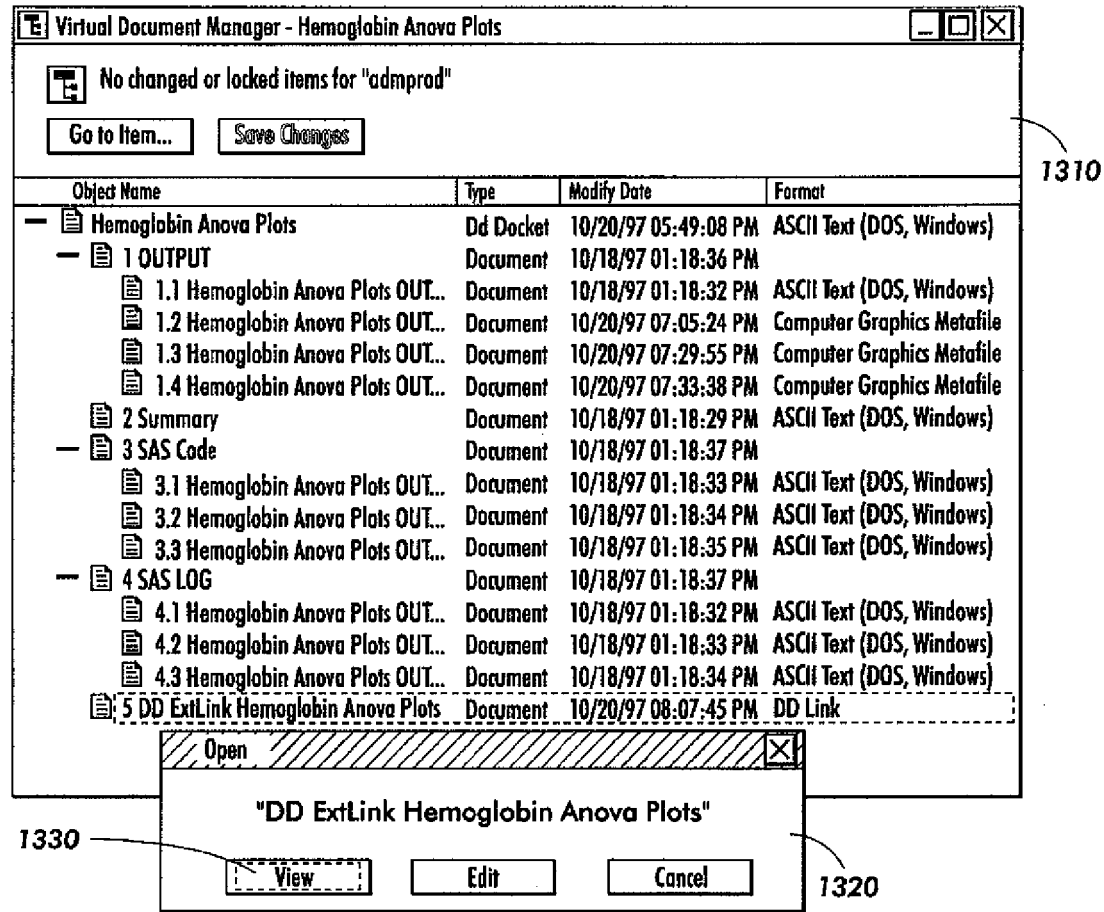 Virtual Document Manager - Hemoglobin Anova Plots
No changed or locked items for "admprod"
Go to Item... Save Changes
1310
Object Name Type Modify Date Format
Hemoglobin Anova Plots Dd Docket 10/20/97 05:49:08 PM ASCII Text (DOS, Windows)
1 OUTPUT Document 10/18/97 01:18:36 PM
1.1 Hemoglobin Anova Plots OUT... Document 10/18/97 01:18:32 PM ASCII Text (DOS, Windows)
1.2 Hemoglobin Anova Plots OUT... Document 10/20/97 07:05:24 PM Computer Graphics Metafile
1.3 Hemoglobin Anova Plots OUT... Document 10/20/97 07:29:55 PM Computer Graphics Metafile
1.4 Hemoglobin Anova Plots OUT... Document 10/20/97 07:33:38 PM Computer Graphics Metafile
2 Summary Document 10/18/97 01:18:29 PM ASCII Text (DOS, Windows)
3 SAS Code Document 10/18/97 01:18:37 PM
3.1 Hemoglobin Anova Plots OUT... Document 10/18/97 01:18:33 PM ASCII Text (DOS, Windows)
3.2 Hemoglobin Anova Plots OUT... Document 10/18/97 01:18:34 PM ASCII Text (DOS, Windows)
3.3 Hemoglobin Anova Plots OUT... Document 10/18/97 01:18:35 PM ASCII Text (DOS, Windows)
4 SAS LOG Document 10/18/97 01:18:37 PM
4.1 Hemoglobin Anova Plots OUT... Document 10/18/97 01:18:32 PM ASCII Text (DOS, Windows)
4.2 Hemoglobin Anova Plots OUT... Document 10/18/97 01:18:33 PM ASCII Text (DOS, Windows)
4.3 Hemoglobin Anova Plots OUT... Document 10/18/97 01:18:34 PM ASCII Text (DOS, Windows)
5 DD ExtLink Hemoglobin Anova Plots Document 10/20/97 08:07:45 PM DD Link
Open
"DD ExtLink Hemoglobin Anova Plots"
1330
View Edit Cancel
1320